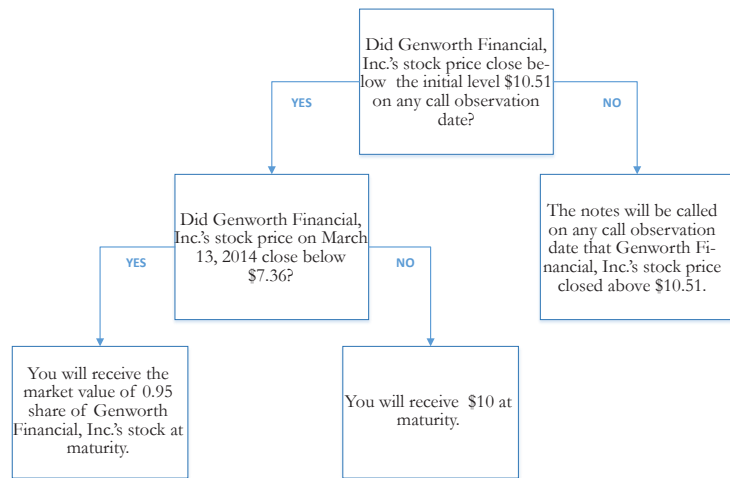 Did Genworth Financial,
Inc.'s stock price close be-
low the initial level $10.51
on any call observation
date?
YES
NO
Did Genworth Financial,
Inc.'s stock price on March
13, 2014 close below
$7.36?
The notes will be called
on any call observation
date that Genworth Fi-
nancial, Inc.'s stock price
closed above $10.51.
YES
NO
You will receive the
market value of 0.95
share of Genworth
Financial, Inc.'s stock at
maturity.
You will receive $10 at
maturity.